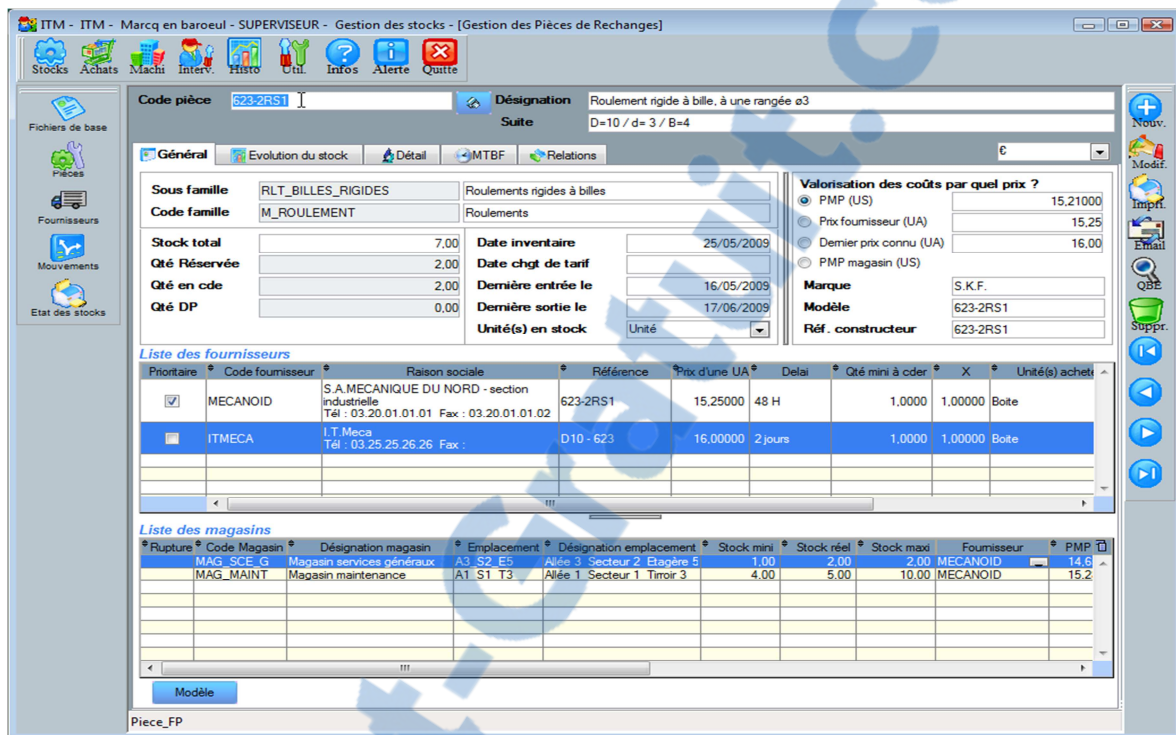 ITM - ITM - Marcq en baroeul - SUPERVISEUR - Gestion des stocks - [Gestion des Pièces de Rechanges]
Stocks Achats Machi Interv. Histo Util. Infos Alerte Quitte
Fichiers de base
Pièces
Fournisseurs
Mouvements
Etat des stocks
Code pièce 623-2RS1 Désignation Roulement rigide à bille, à une rangée ø3
Suite D=10 / d= 3 / B=4
Général Evolution du stock Détail MTBF Relations €
Sous famille RLT_BILLES_RIGIDES Roulements rigides à billes
Code famille M_ROULEMENT Roulements
Stock total 7,00
Qté Réservée 2,00
Qté en cde 2,00
Qté DP 0,00
Date inventaire 25/05/2009
Date chgt de tarif
Dernière entrée le 16/05/2009
Dernière sortie le 17/06/2009
Unité(s) en stock Unité
Valorisation des coûts par quel prix ?
PMP (US) 15,21000
Prix fournisseur (UA) 15,25
Dernier prix connu (UA) 16,00
PMP magasin (US)
Marque S.K.F.
Modèle 623-2RS1
Réf. constructeur 623-2RS1
Liste des fournisseurs
Prioritaire Code fournisseur Raison sociale Référence Prix d'une UA Delai Qté mini à cder X Unité(s) acheté
MECANOID S.A.MECANIQUE DU NORD - section industrielle Tél : 03.20.01.01.01 Fax : 03.20.01.01.02 623-2RS1 15,25000 48 H 1,0000 1,00000 Boite
ITMECA I.T.Meca Tél : 03.25.25.26.26 Fax : D10 - 623 16,00000 2 jours 1,0000 1,00000 Boite
Liste des magasins
Rupture Code Magasin Désignation magasin Emplacement Désignation emplacement Stock mini Stock réel Stock maxi Fournisseur PMP
MAG_SCE_G Magasin services généraux A3_S2_E5 Allée 3 Secteur 2 Etagère 5 1,00 2,00 2,00 MECANOID 14,6
MAG_MAINT Magasin maintenance A1_S1_T3 Allée 1 Secteur 1 Tirroir 3 4.00 5.00 10.00 MECANOID 15,2
Modèle
Piece_FP
Nouv.
Modif.
Impri.
Email
QBE
Suppr.
t-Gratuit.c